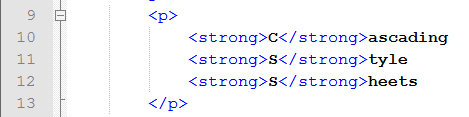 9 <p>
10 <strong>C</strong>ascading
11 <strong>S</strong>tyle
12 <strong>S</strong>heets
13 </p>